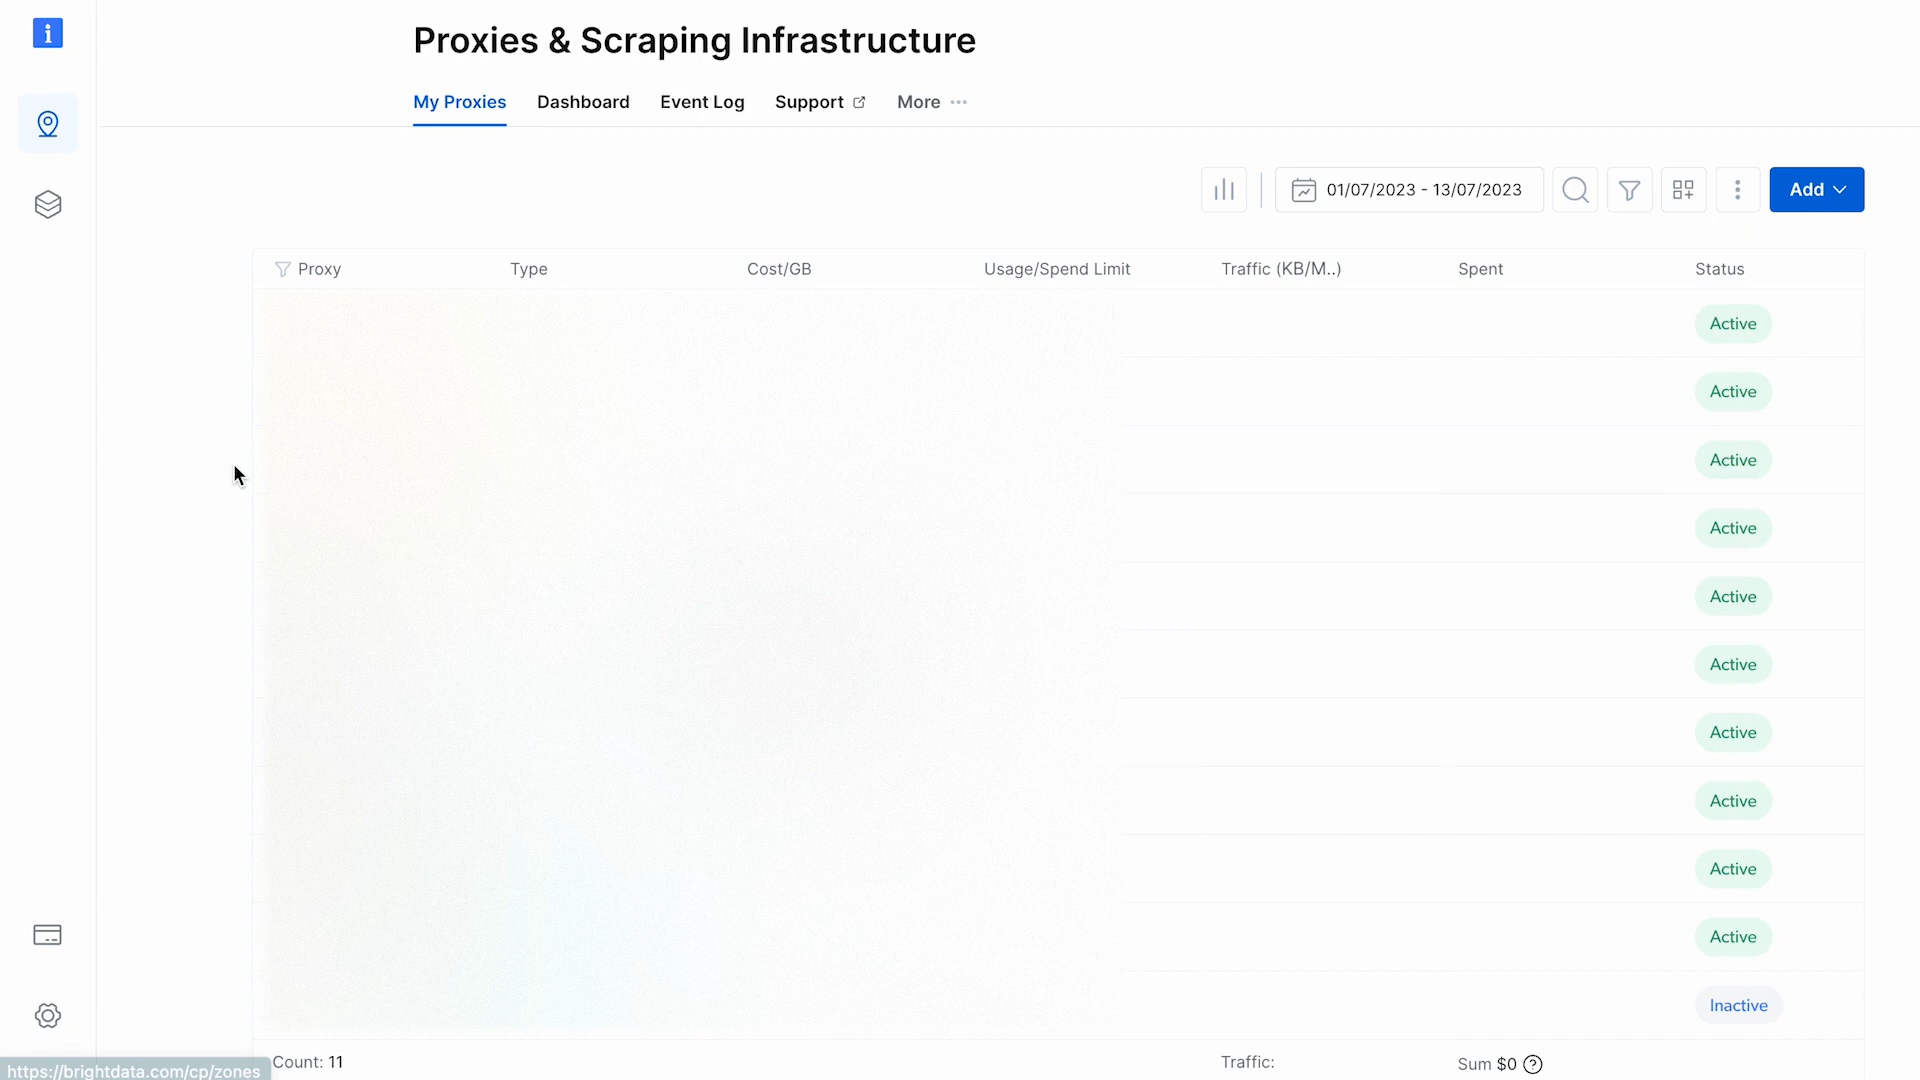 i
Proxies & Scraping Infrastructure
My Proxies Dashboard Event Log Support More
01/07/2023 - 13/07/2023 Add
Proxy Type Cost/GB Usage/Spend Limit Traffic (KB/M..) Spent Status
Active
Active
Active
Active
Active
Active
Active
Active
Active
Active
Inactive
Count: 11 Traffic: Sum $0 ?
https://brightdata.com/cp/zones